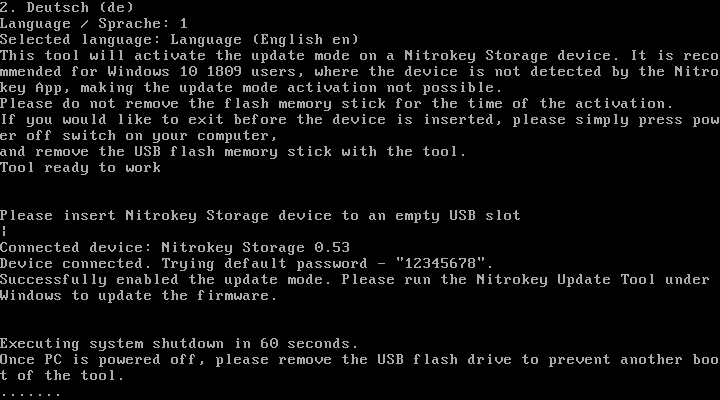 2. Deutsch (de)
Language / Sprache: 1
Selected language: Language (English en)
This tool will activate the update mode on a Nitrokey Storage device. It is reco
mmended for Windows 10 1809 users, where the device is not detected by the Nitro
key App, making the update mode activation not possible.
Please do not remove the flash memory stick for the time of the activation.
If you would like to exit before the device is inserted, please simply press pow
er off switch on your computer,
and remove the USB flash memory stick with the tool.
Tool ready to work
Please insert Nitrokey Storage device to an empty USB slot
¦
Connected device: Nitrokey Storage 0.53
Device connected. Trying default password - "12345678".
Successfully enabled the update mode. Please run the Nitrokey Update Tool under
Windows to update the firmware.
Executing system shutdown in 60 seconds.
Once PC is powered off, please remove the USB flash drive to prevent another boo
t of the tool.
.......